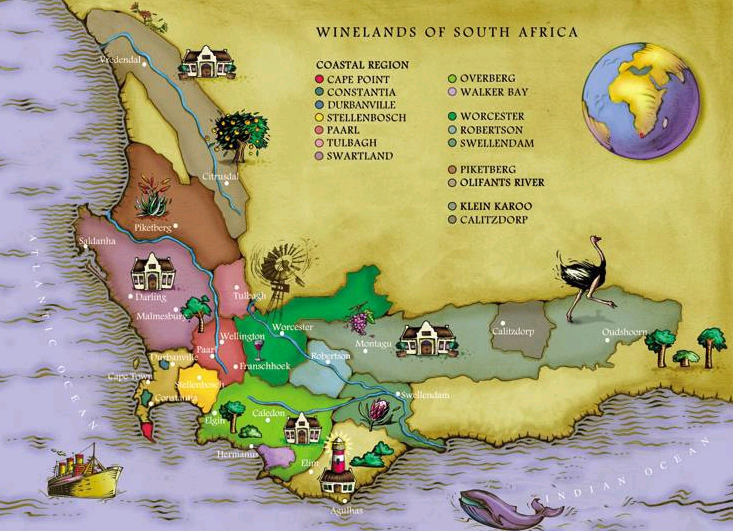 WINELANDS OF SOUTH AFRICA
COASTAL REGION
CAPE POINT
CONSTANTIA
DURBANVILLE
STELLENBOSCH
PAARL
TULBAGH
SWARTLAND
OVERBERG
WALKER BAY
WORCESTER
ROBERTSON
SWELLENDAM
PIKETBERG
OLIFANTS RIVER
KLEIN KAROO
CALITZDORP
Vredendal
Citrusdal
Piketberg
Saldanha
Darling
Malmesbury
Tulbagh
Wellington
Worcester
Paarl
Franschhoek
Robertson
Montagu
Calitzdorp
Oudshoorn
Durbanville
Cape Town
Stellenbosch
Constantia
Swellendam
Elgin
Caledon
Hermanus
Elim
Agulhas
ATLANTIC OCEAN
INDIAN OCEAN